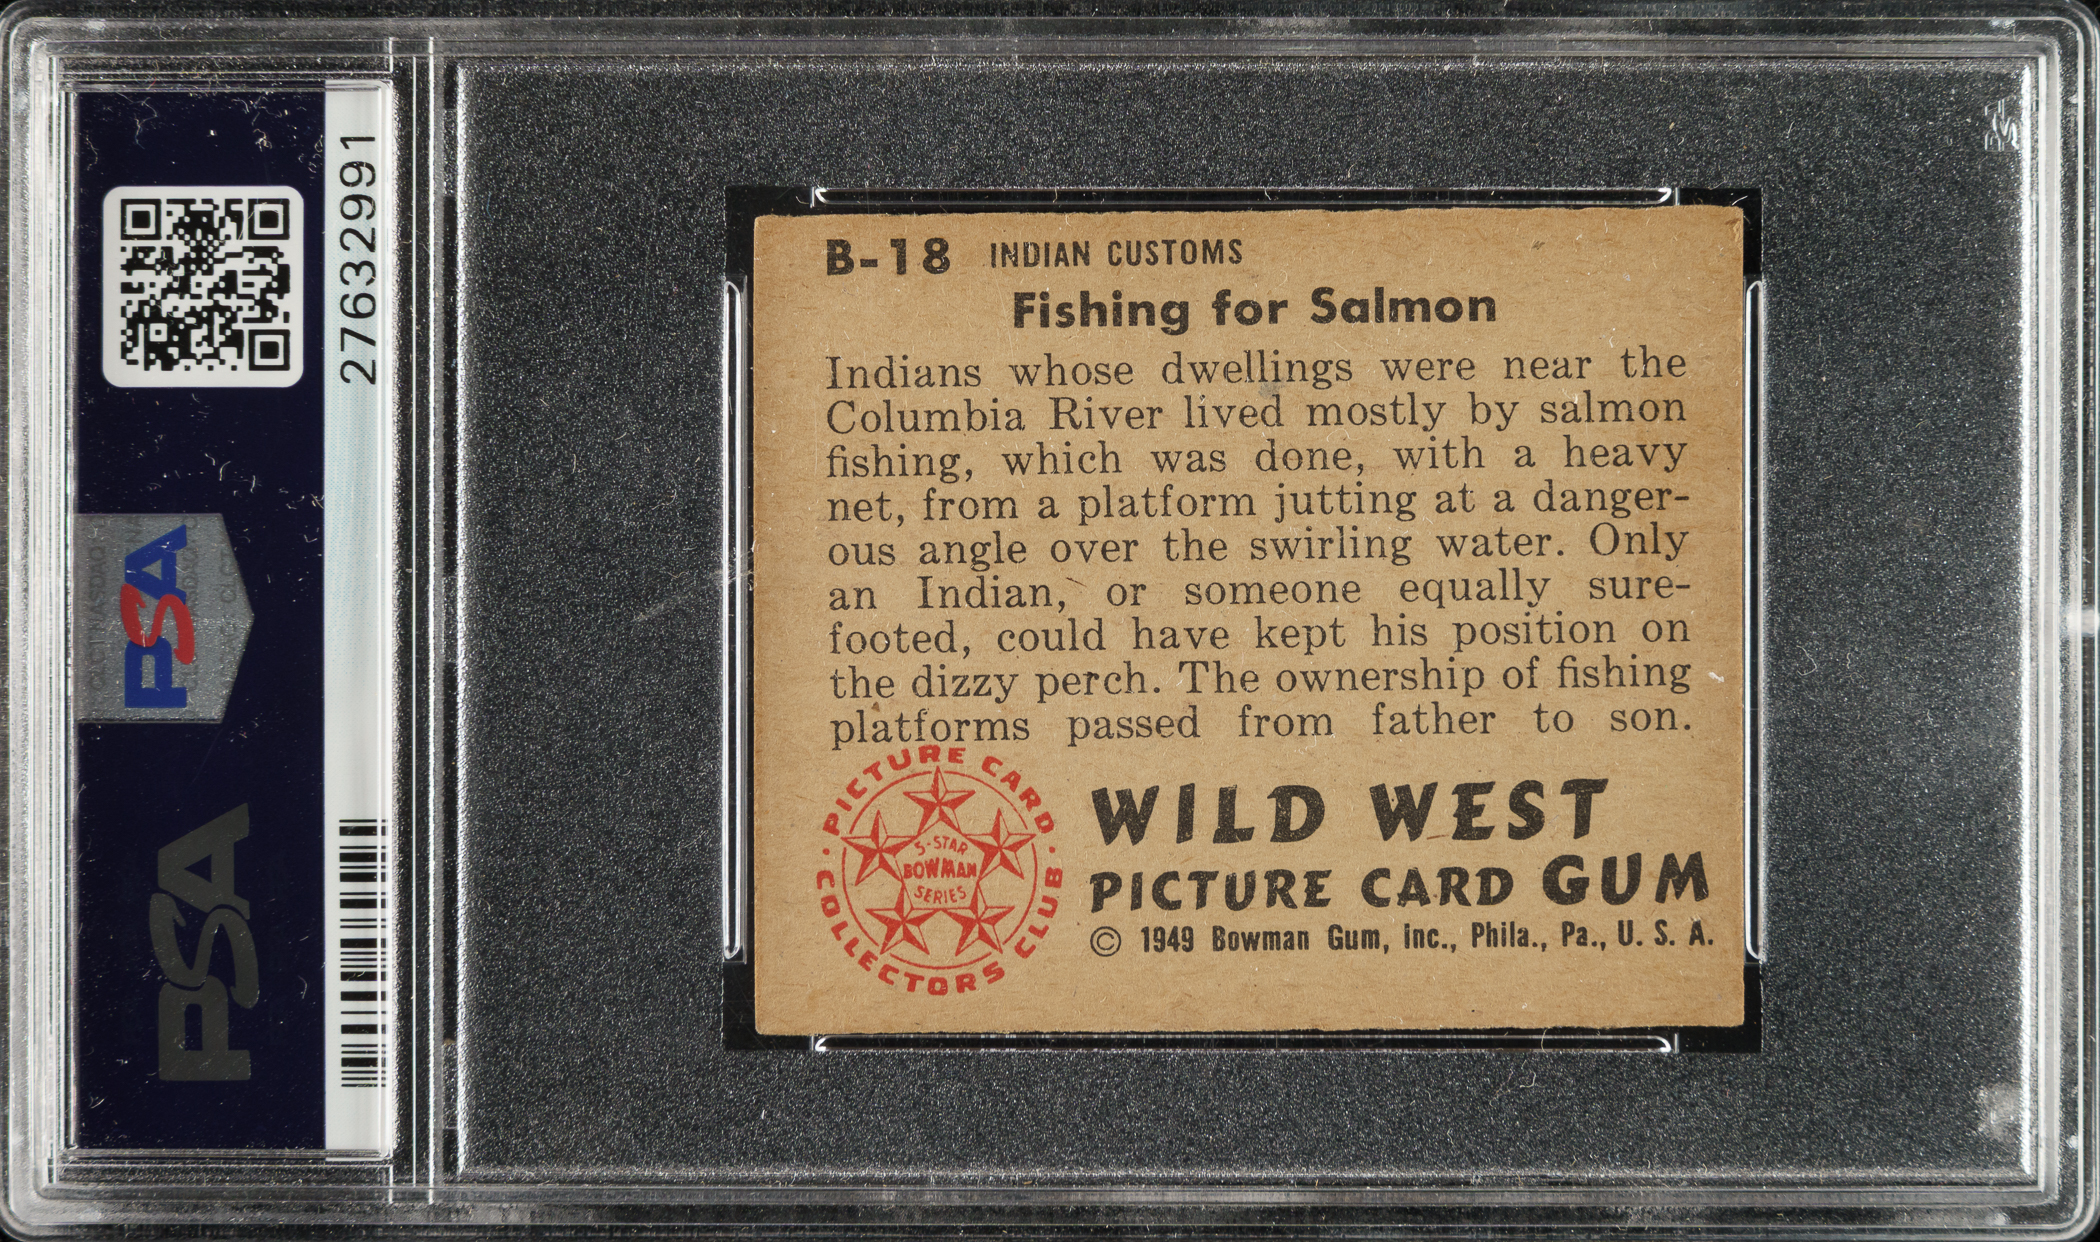 27632991
PSA
PSA
B-18 INDIAN CUSTOMS
Fishing for Salmon
Indians whose dwellings were near the
Columbia River lived mostly by salmon
fishing, which was done, with a heavy
net, from a platform jutting at a danger-
ous angle over the swirling water. Only
an Indian, or someone equally sure-
footed, could have kept his position on
the dizzy perch. The ownership of fishing
platforms passed from father to son.
PICTURE CARD
COLLECTORS CLUB
5-STAR
BOWMAN
SERIES
WILD WEST
PICTURE CARD GUM
© 1949 Bowman Gum, Inc., Phila., Pa., U. S. A.